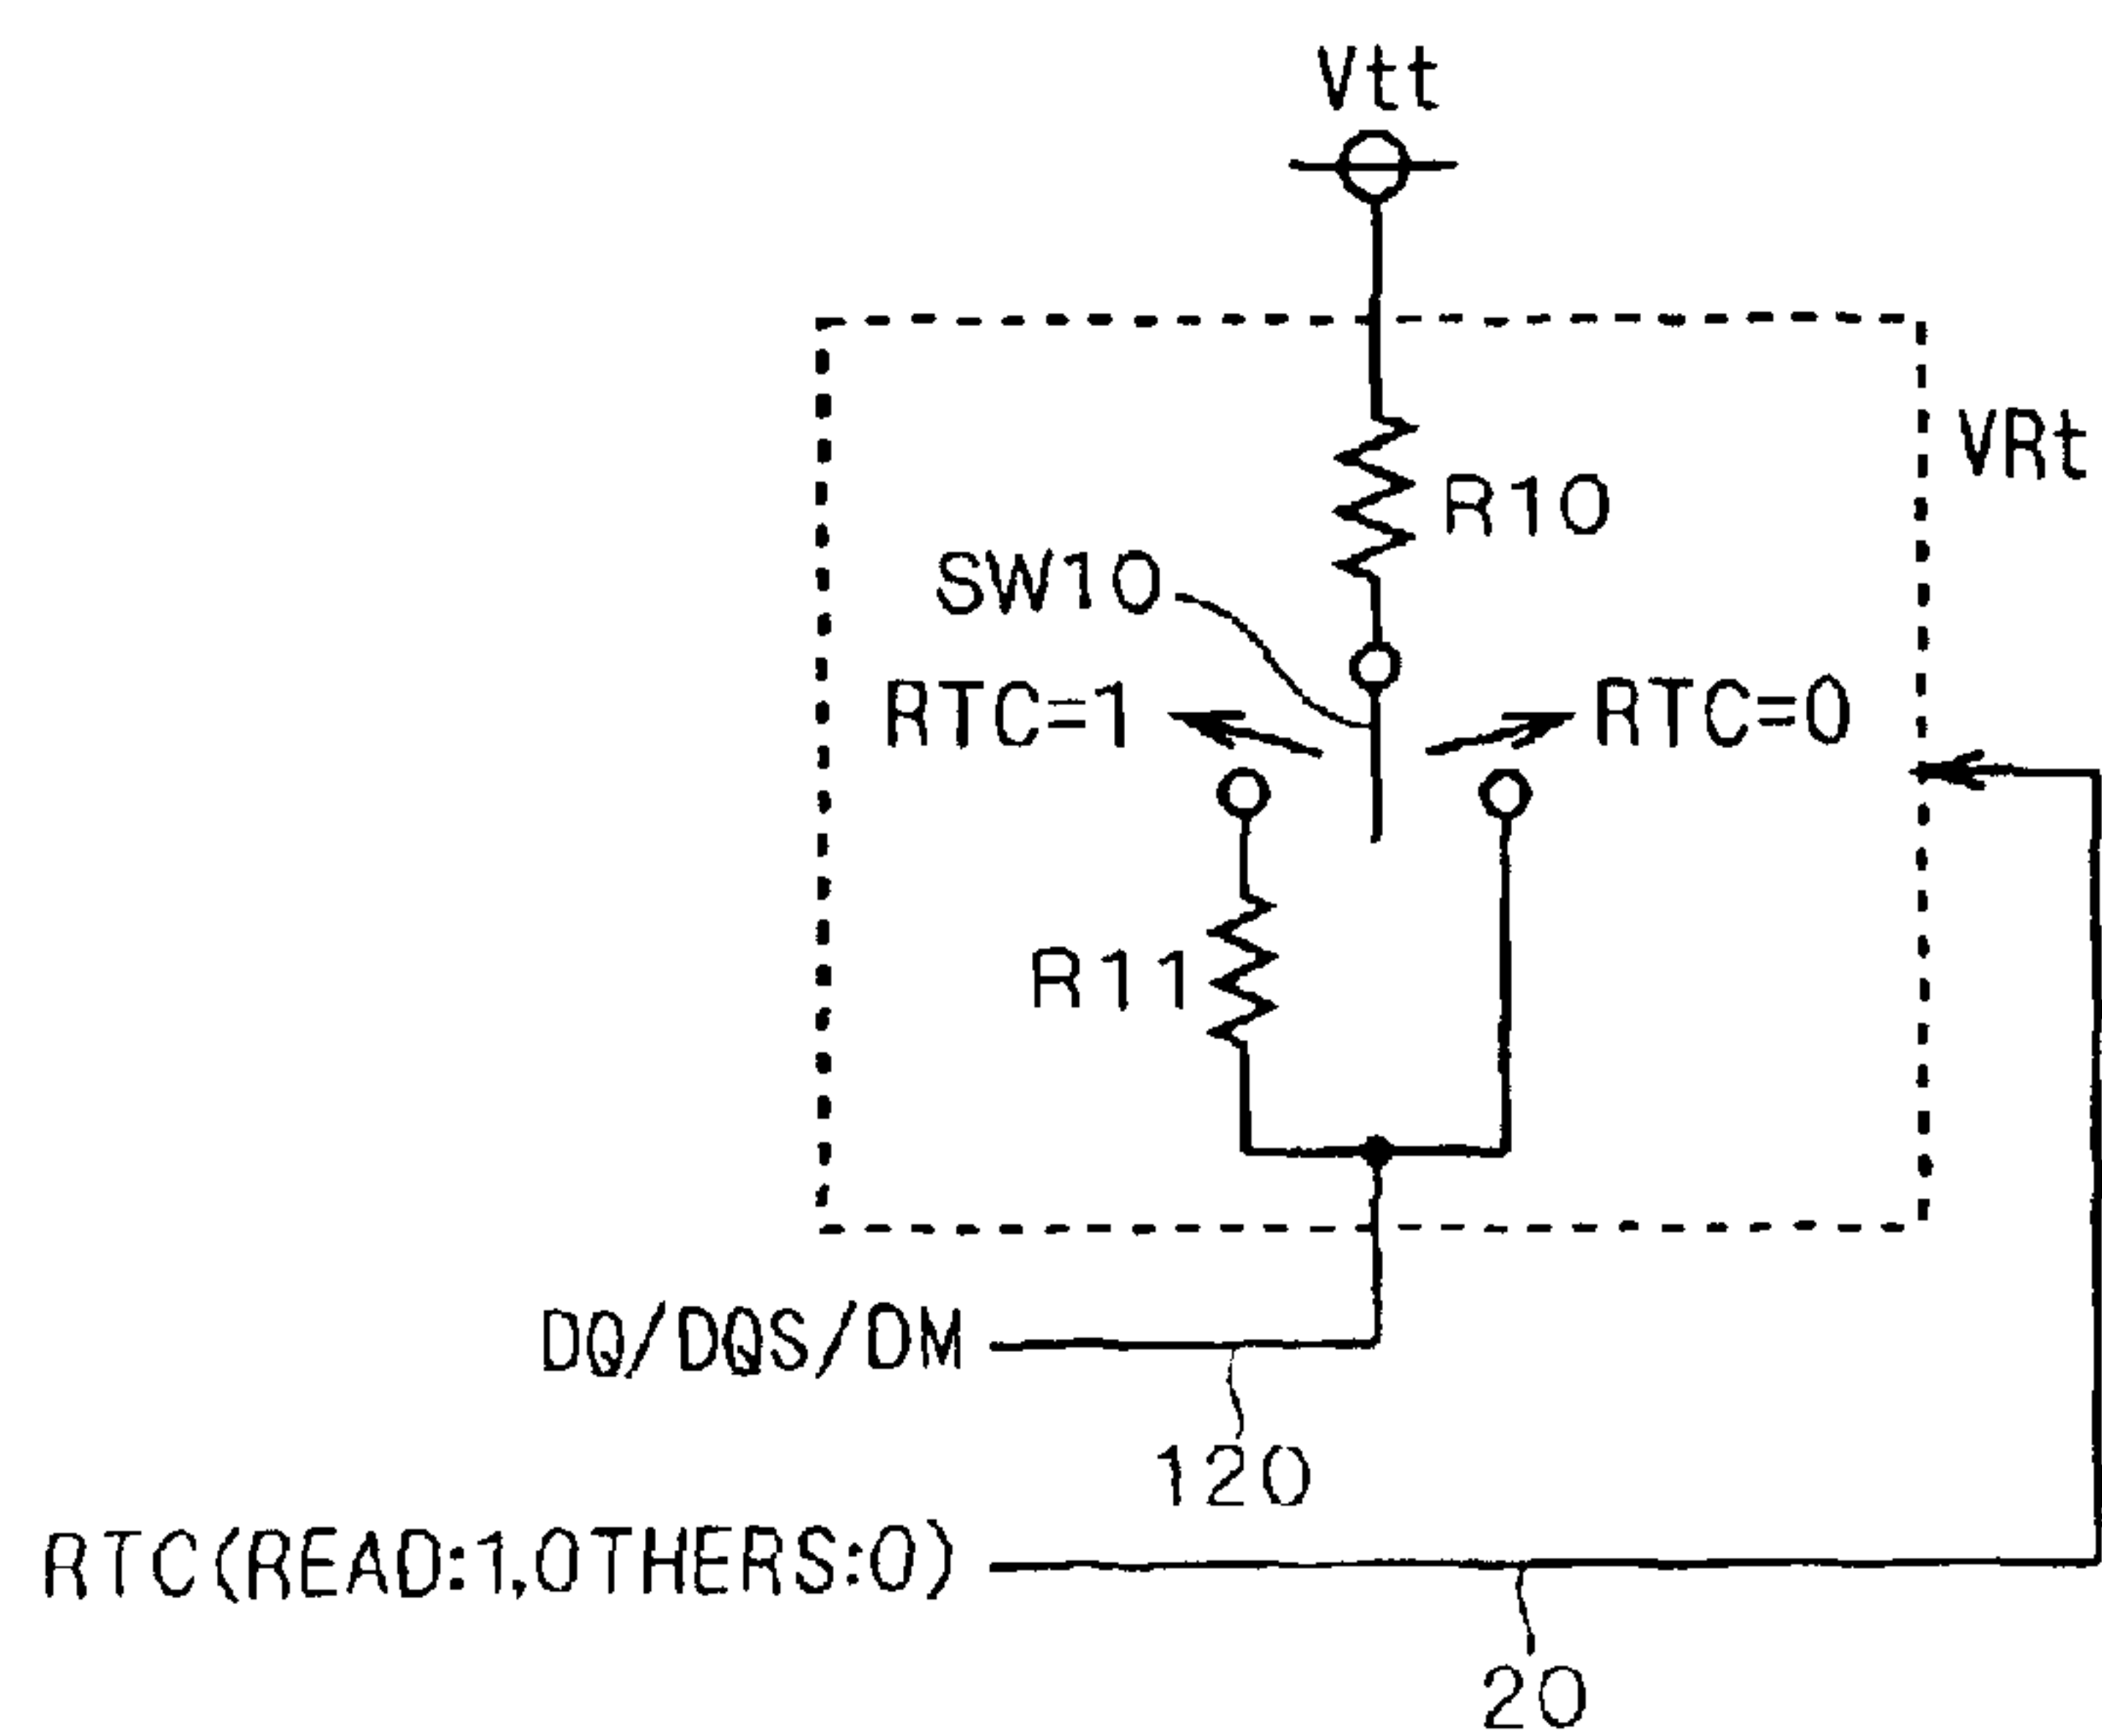 Vtt
VRt
R10
SW10
RTC=1
RTC=0
R11
DQ/DQS/DM
120
RTC(READ:1,OTHERS:0)
20